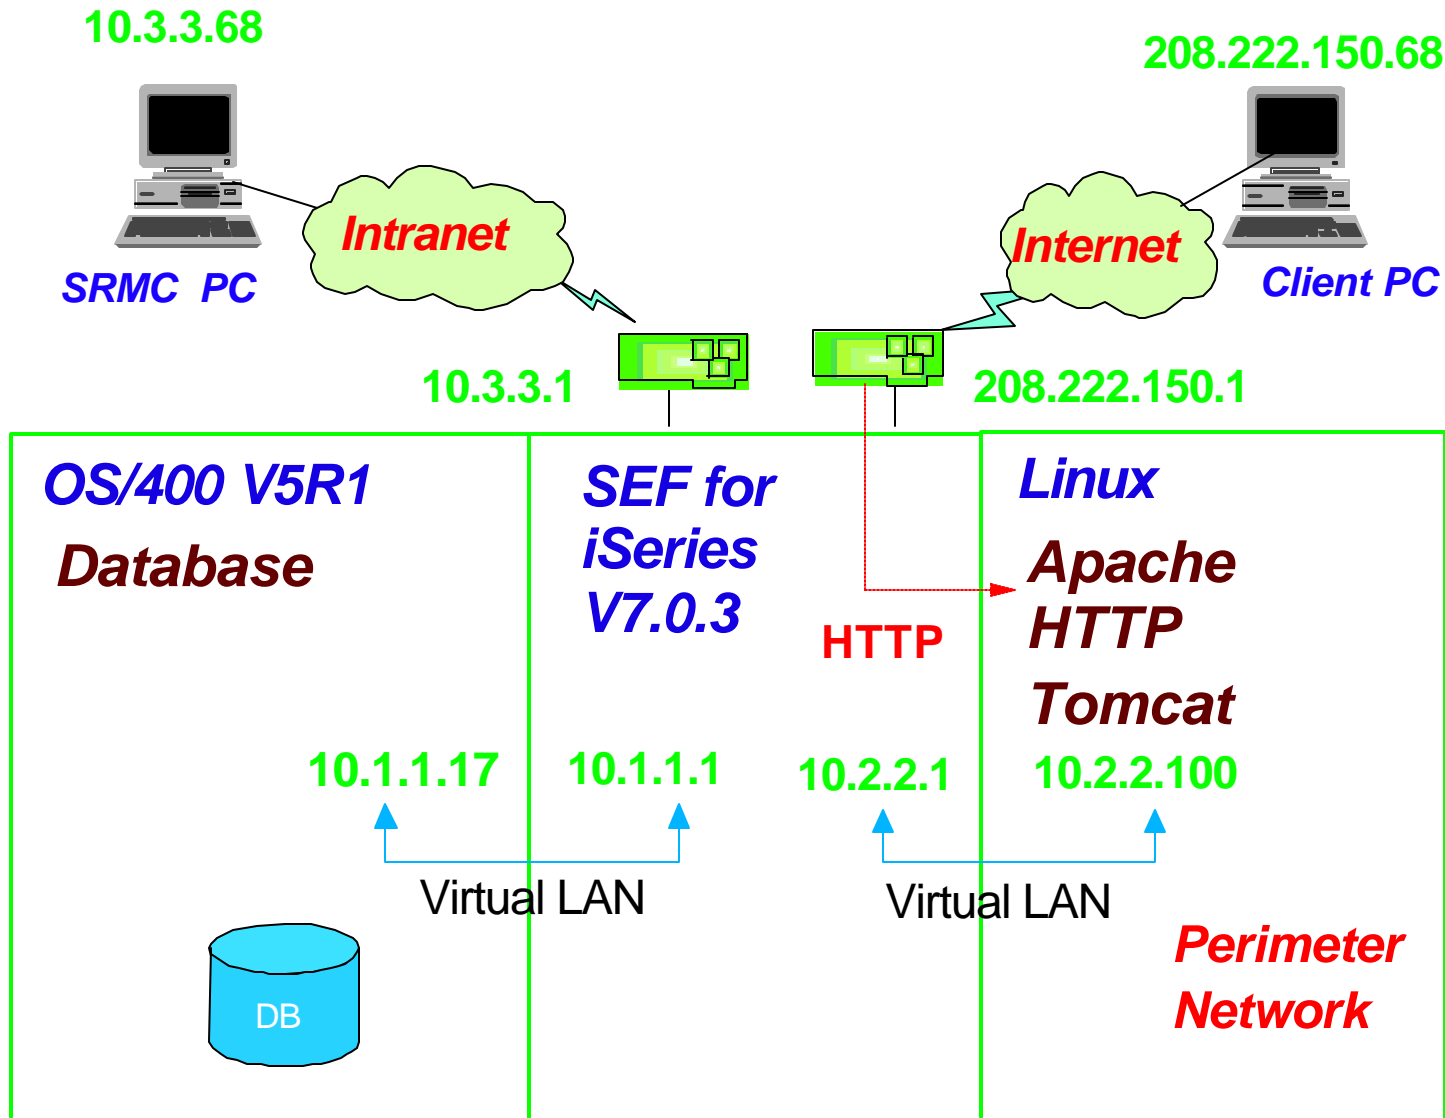 10.3.3.68
208.222.150.68
Intranet
Internet
SRMC PC
Client PC
10.3.3.1
208.222.150.1
OS/400 V5R1
Database
SEF for
iSeries
V7.0.3
Linux
Apache
HTTP
Tomcat
HTTP
10.1.1.17
10.1.1.1
10.2.2.1
10.2.2.100
Virtual LAN
Virtual LAN
DB
Perimeter
Network